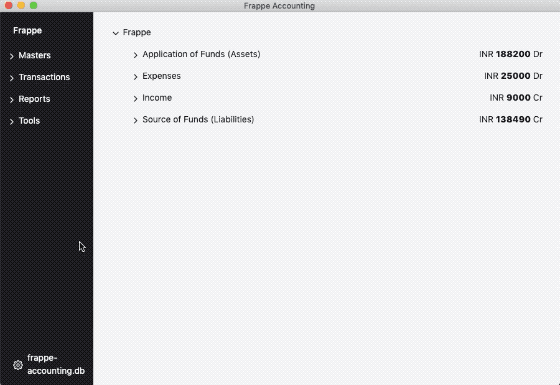 Frappe Accounting
Frappe
Masters
Transactions
Reports
Tools
frappe-
accounting.db
Frappe
Application of Funds (Assets) INR 188200 Dr
Expenses INR 25000 Dr
Income INR 9000 Cr
Source of Funds (Liabilities) INR 138490 Cr